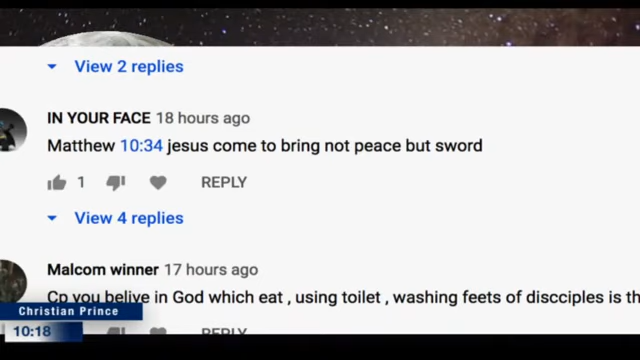 View 2 replies
IN YOUR FACE 18 hours ago
Matthew 10:34 jesus come to bring not peace but sword
1 REPLY
View 4 replies
Malcom winner 17 hours ago
Cp you belive in God which eat , using toilet , washing feets of discciples is th
Christian Prince
10:18 REPLY